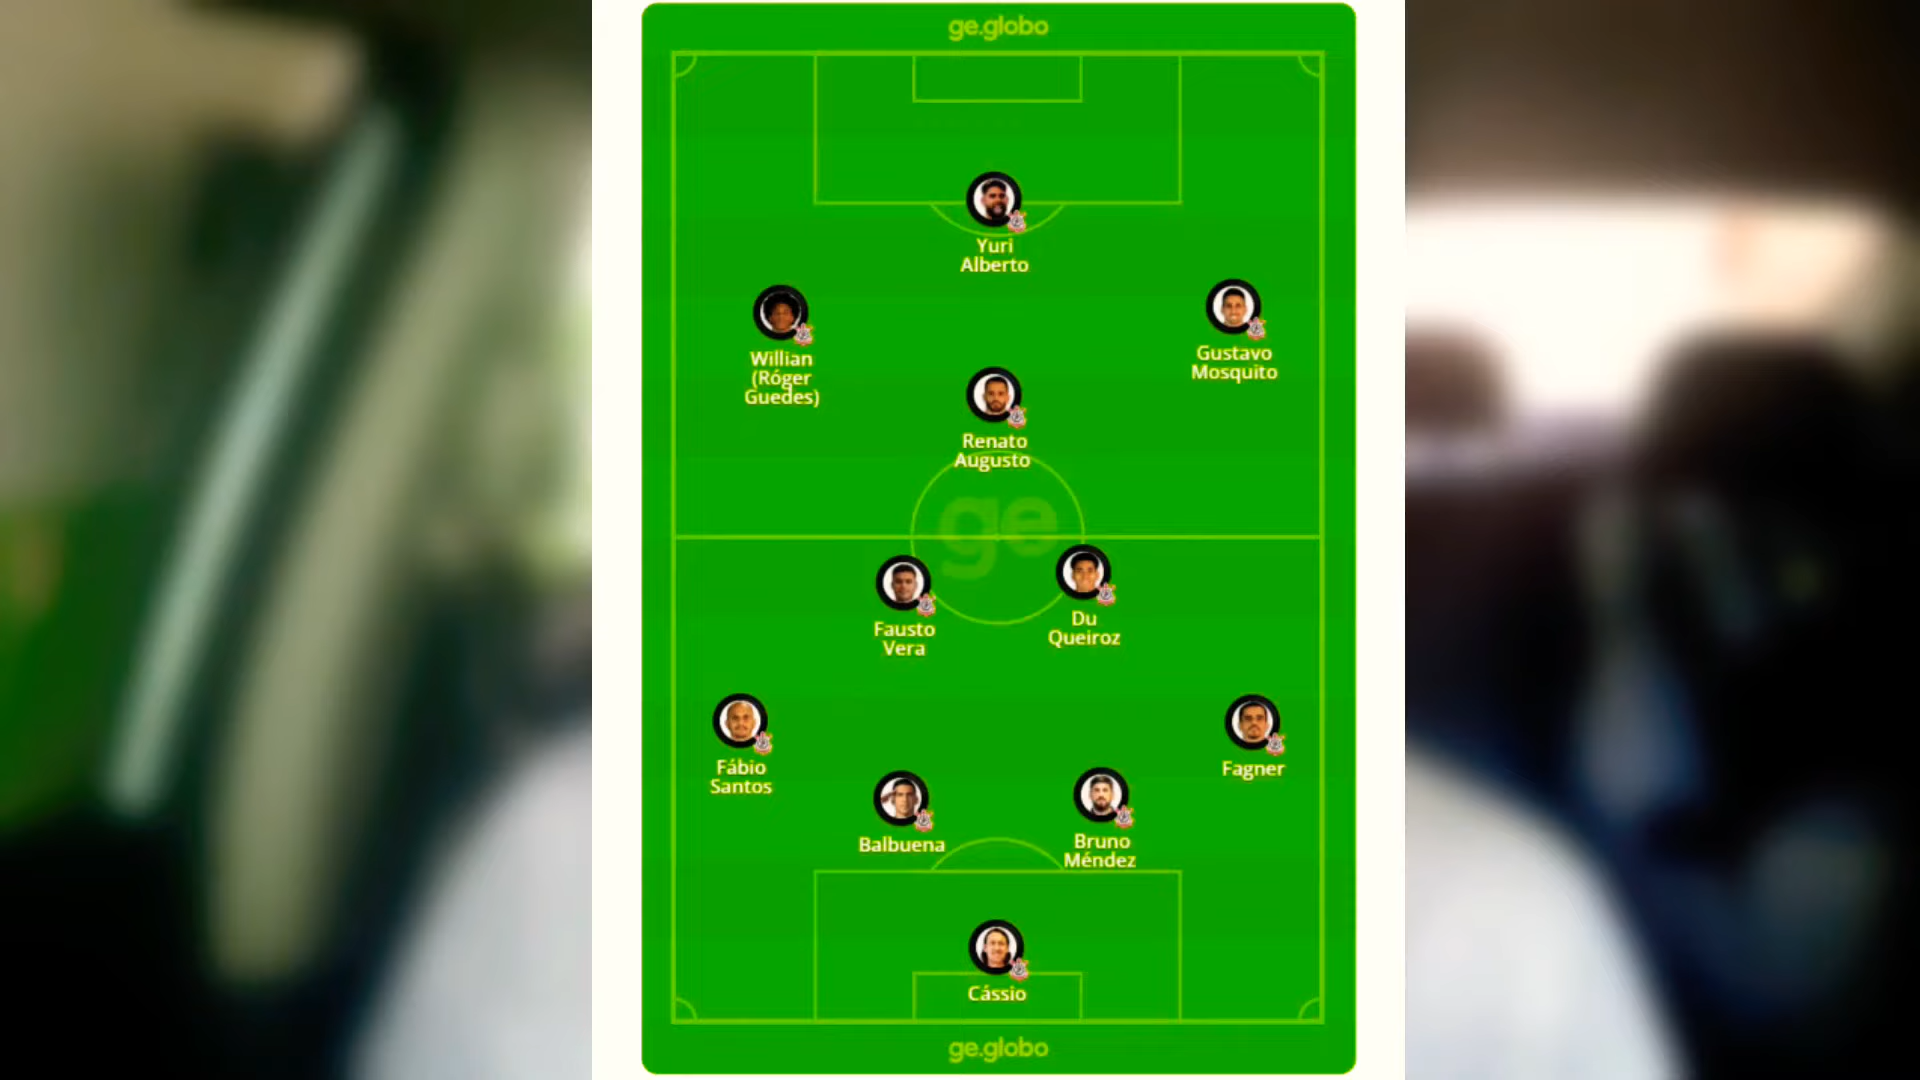 ge.globo
Yuri
Alberto
Willian
(Róger
Guedes)
Gustavo
Mosquito
Renato
Augusto
ge
Fausto
Vera
Du
Queiroz
Fábio
Santos
Fagner
Balbuena
Bruno
Méndez
Cássio
ge.globo